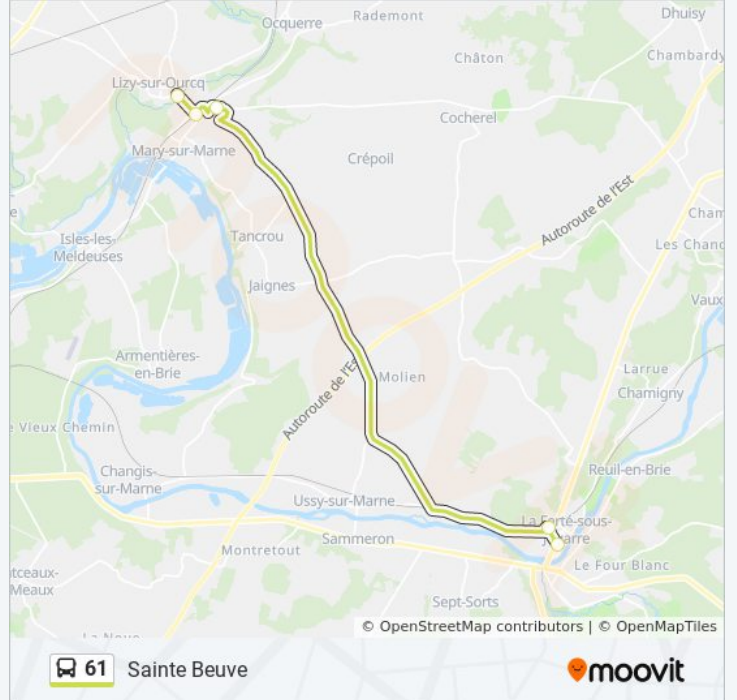 Ocquerre
Rademont
Dhuisy
Châton
Chambardy
Lizy-sur-Ourcq
Cocherel
Mary-sur-Marne
Crépoil
Autoroute de l'Est
Cham
Isles-les-
Meldeuses
Tancrou
Les Chanc
Jaignes
Vaux
Armentières-
en-Brie
Autoroute de l'Es
Molien
Larrue
Chamigny
e Vieux Chemin
Changis-
sur-Marne
Reuil-en-Brie
Ussy-sur-Marne
La Ferté-sous-
Sammeron
Montretout
Le Four Blanc
tceaux-
Meaux
Sept-Sorts
© OpenStreetMap contributors | © OpenMapTiles
61 Sainte Beuve
moovit